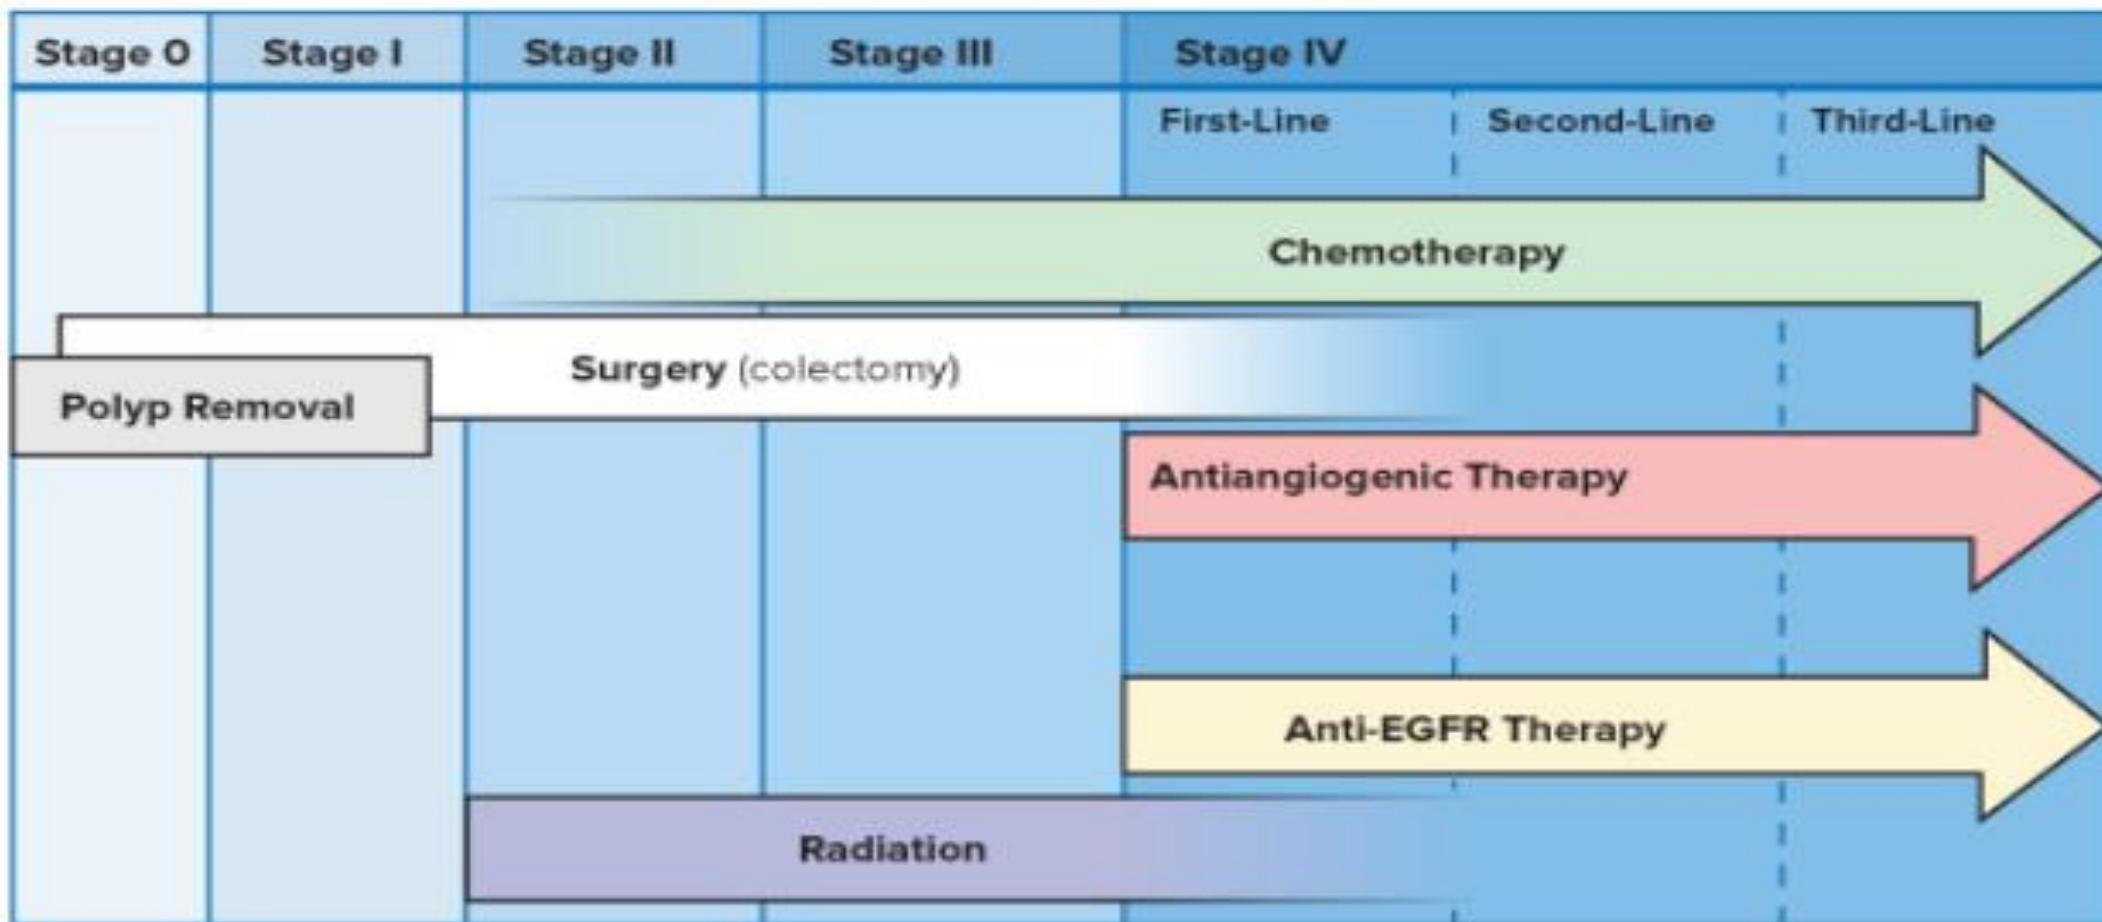 Stage 0 Stage I Stage II Stage III Stage IV
First-Line Second-Line Third-Line
Chemotherapy
Surgery (colectomy)
Polyp Removal
Antiangiogenic Therapy
Anti-EGFR Therapy
Radiation